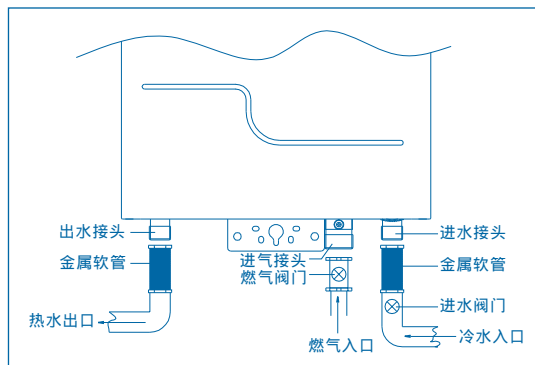 出水接头
金属软管
热水出口
进气接头
燃气阀门
燃气入口
进水接头
金属软管
进水阀门
冷水入口